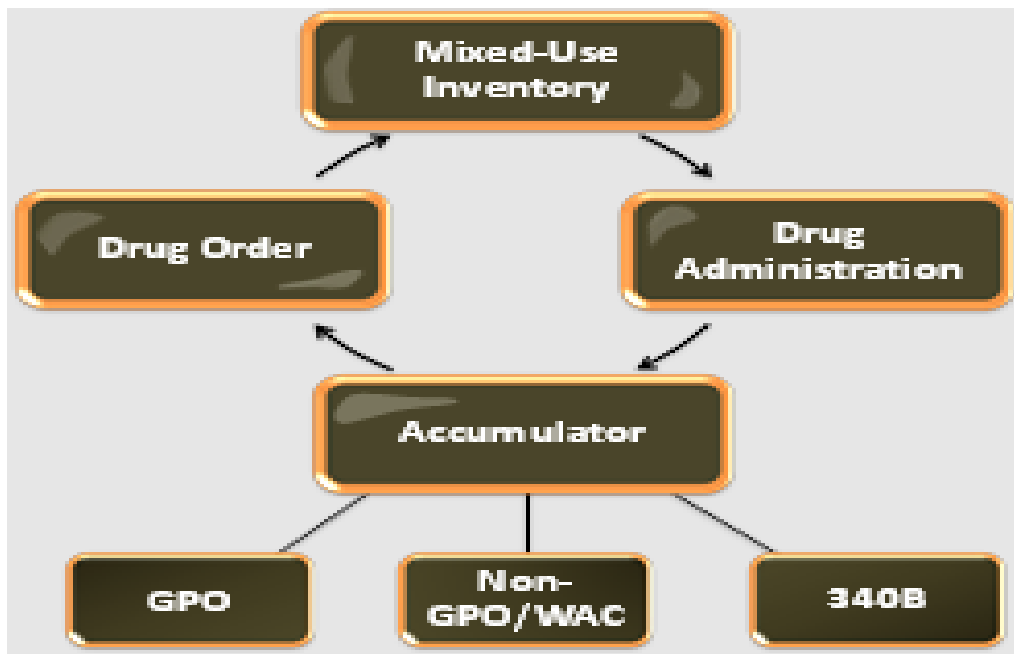 Mixed-Use
Inventory
Drug Order
Drug
Administration
Accumulator
GPO
Non-
GPO/WAC
340B